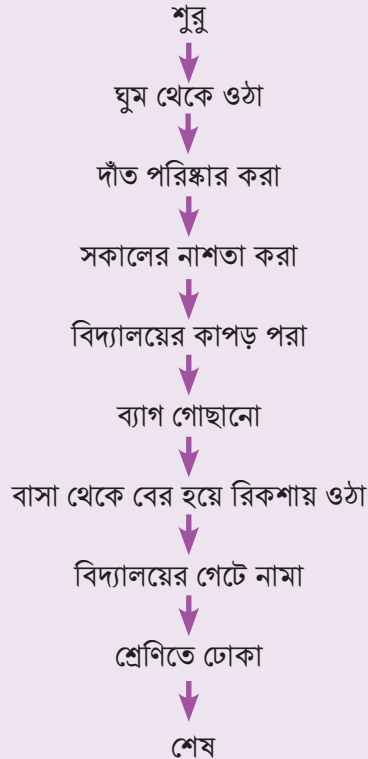 শুরু
ঘুম থেকে ওঠা
দাঁত পরিষ্কার করা
সকালের নাশতা করা
বিদ্যালয়ের কাপড় পরা
ব্যাগ গোছানো
বাসা থেকে বের হয়ে রিকশায় ওঠা
বিদ্যালয়ের গেটে নামা
শ্রেণিতে ঢোকা
শেষ